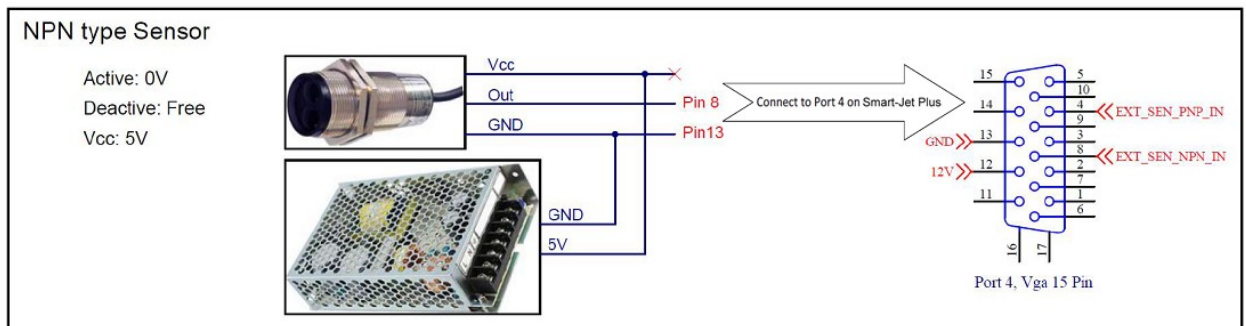 NPN type Sensor
Active: 0V
Deactive: Free
Vcc: 5V
Vcc
Out
GND
GND
5V
Pin 8
Pin13
Connect to Port 4 on Smart-Jet Plus
15
14
13
12
11
5
10
4
9
3
8
2
7
1
6
16
17
GND
12V
EXT_SEN_PNP_IN
EXT_SEN_NPN_IN
Port 4, Vga 15 Pin